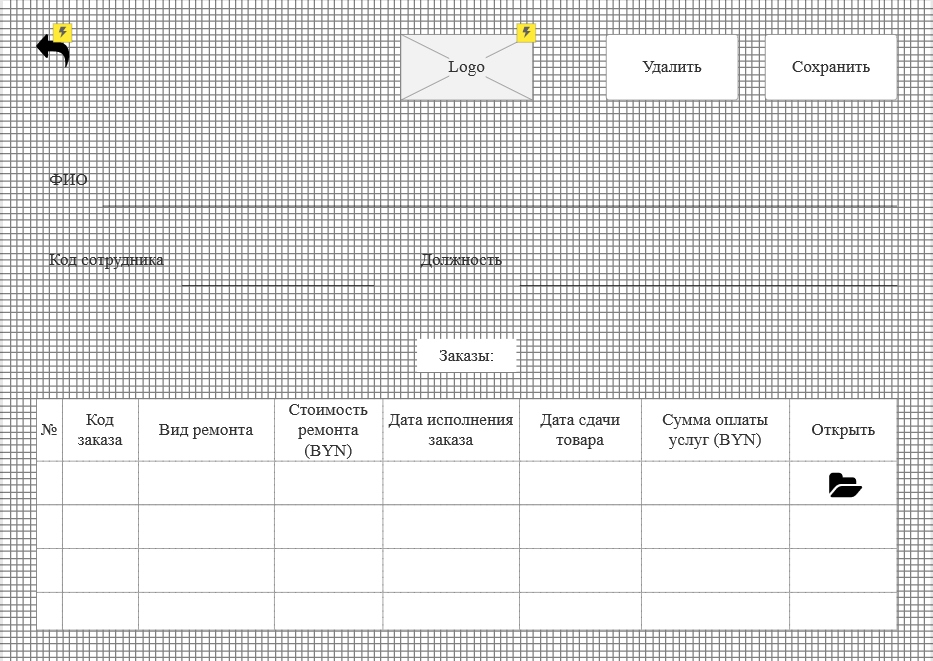 Logo
Удалить
Сохранить
ФИО
Код сотрудника
Должность
Заказы:
№
Код
заказа
Вид ремонта
Стоимость
ремонта
(BYN)
Дата исполнения
заказа
Дата сдачи
товара
Сумма оплаты
услуг (BYN)
Открыть